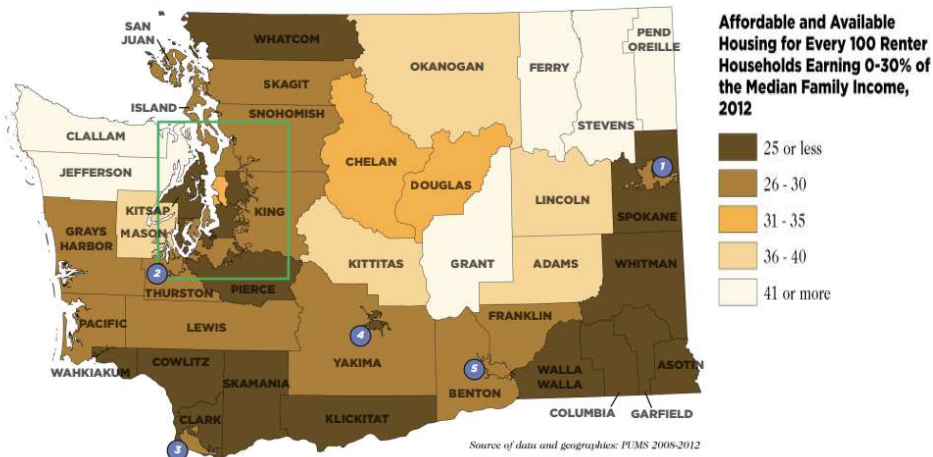 Affordable and Available
Housing for Every 100 Renter
Households Earning 0-30% of
the Median Family Income,
2012
25 or less
26 - 30
31 - 35
36 - 40
41 or more
SAN
JUAN
WHATCOM
PEND
OREILLE
OKANOGAN
FERRY
SKAGIT
ISLAND
SNOHOMISH
STEVENS
CLALLAM
CHELAN
JEFFERSON
DOUGLAS
1
LINCOLN
KITSAP
KING
SPOKANE
MASON
GRAYS
HARBOR
KITTITAS
GRANT
ADAMS
WHITMAN
2
PIERCE
THURSTON
FRANKLIN
PACIFIC
LEWIS
4
YAKIMA
5
WAHKIAKUM
COWLITZ
SKAMANIA
BENTON
WALLA
WALLA
ASOTIN
COLUMBIA
GARFIELD
CLARK
KLICKITAT
3
Source of data and geographies: PUMS 2008-2012